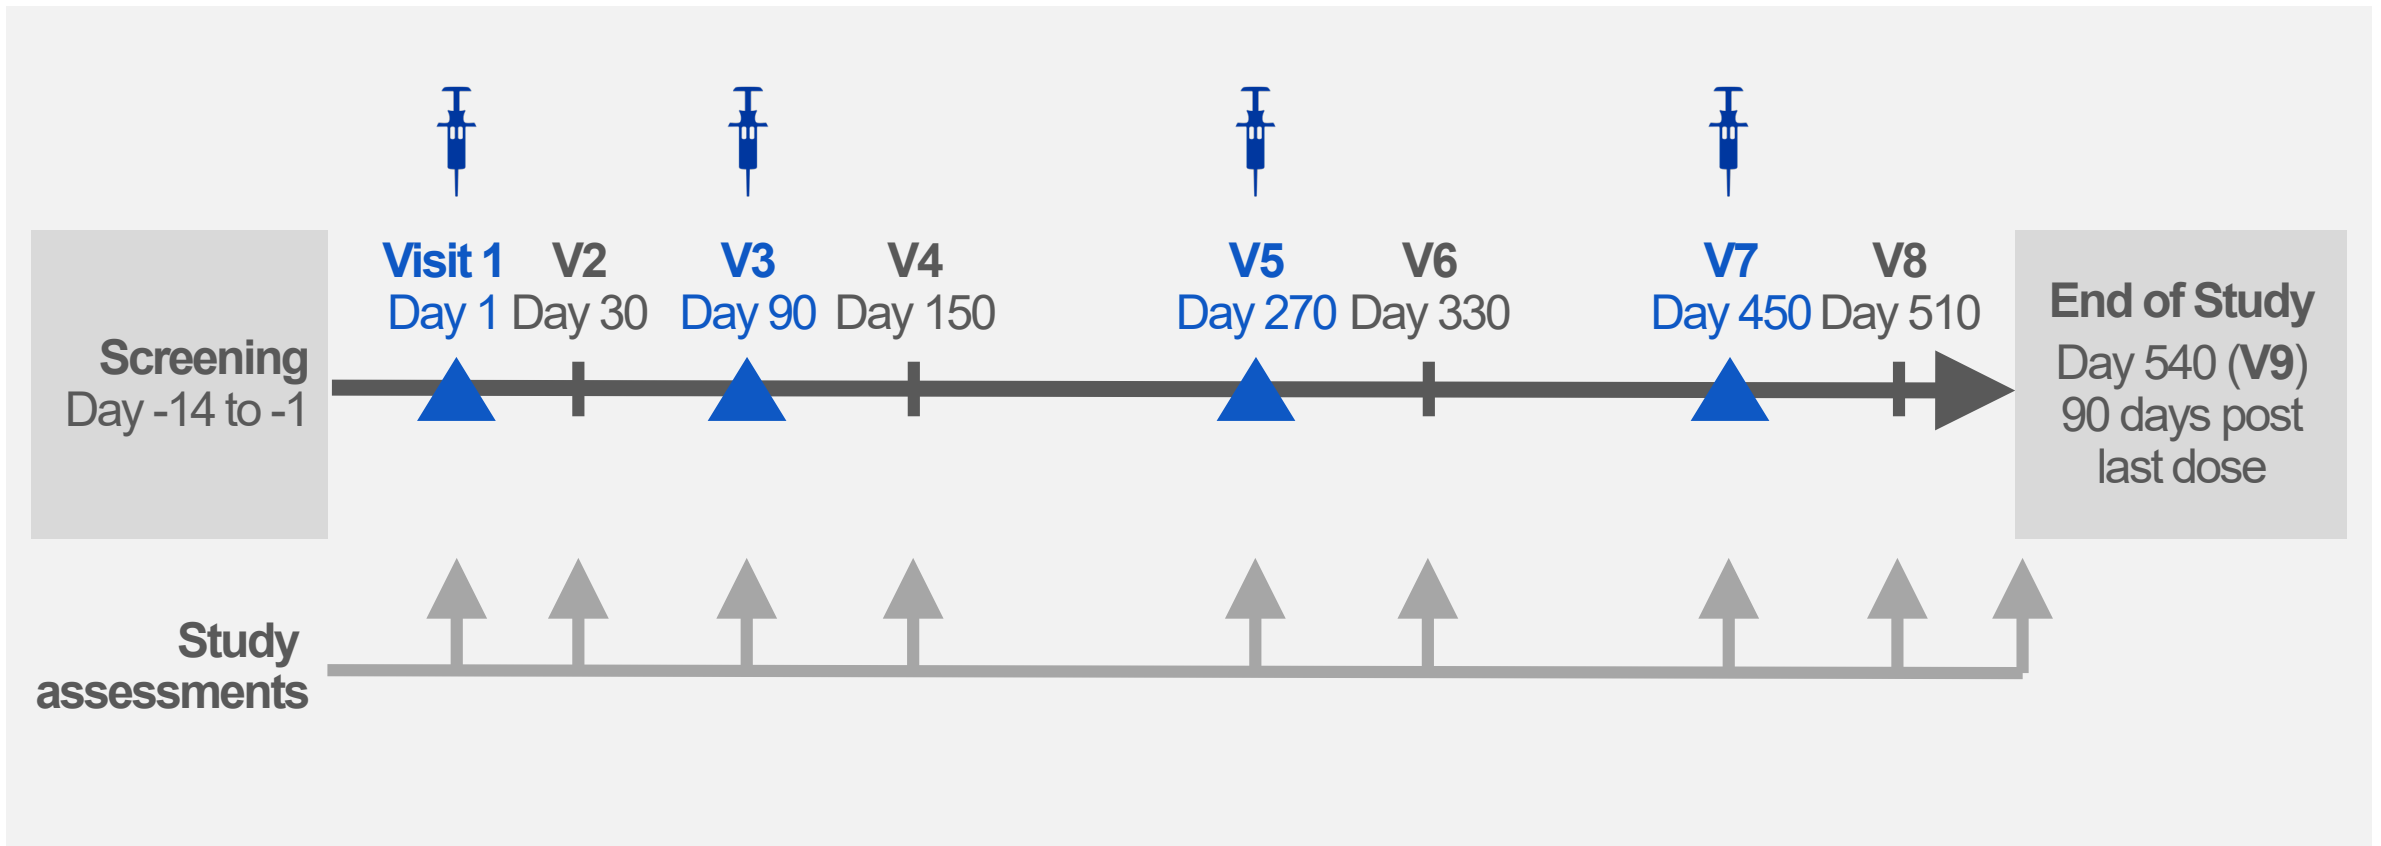 Visit 1 V2 V3 V4 V5 V6 V7 V8
Day 1 Day 30 Day 90 Day 150 Day 270 Day 330 Day 450 Day 510
Screening
Day -14 to -1
End of Study
Day 540 (V9)
90 days post
last dose
Study
assessments